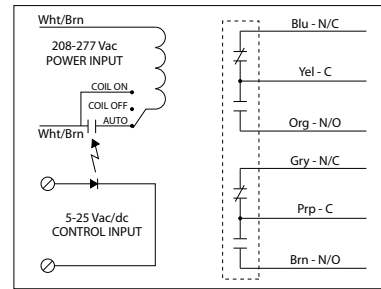 Wht/Brn
208-277 Vac
POWER INPUT
COIL ON
COIL OFF
AUTO
Wht/Brn
5-25 Vac/dc
CONTROL INPUT
Blu - N/C
Yel - C
Org - N/O
Gry - N/C
Prp - C
Brn - N/O